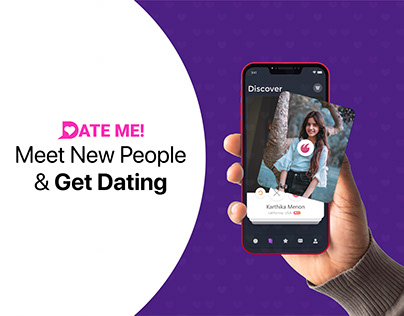 DATE ME!
Meet New People
& Get Dating
Discover
Karthika Menon